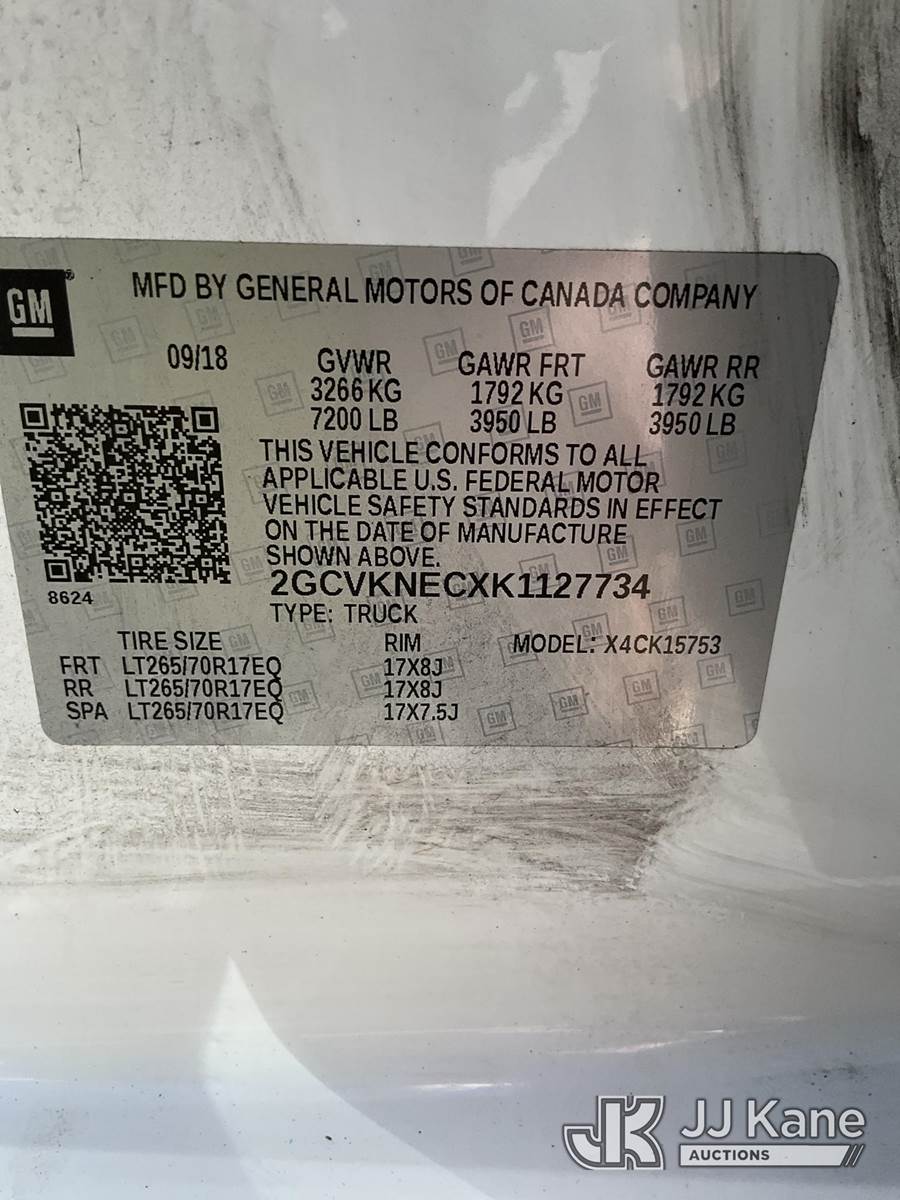 GM
MFD BY GENERAL MOTORS OF CANADA COMPANY
09/18 GVWR GAWR FRT GAWR RR
3266 KG 1792 KG 1792 KG
7200 LB 3950 LB 3950 LB
THIS VEHICLE CONFORMS TO ALL
APPLICABLE U.S. FEDERAL MOTOR
VEHICLE SAFETY STANDARDS IN EFFECT
ON THE DATE OF MANUFACTURE
SHOWN ABOVE.
2GCVKNECXK1127734
8624
TYPE: TRUCK
TIRE SIZE RIM MODEL: X4CK15753
FRT LT265/70R17EQ 17X8J
RR LT265/70R17EQ 17X8J
SPA LT265/70R17EQ 17X7.5J
JK JJ Kane
AUCTIONS